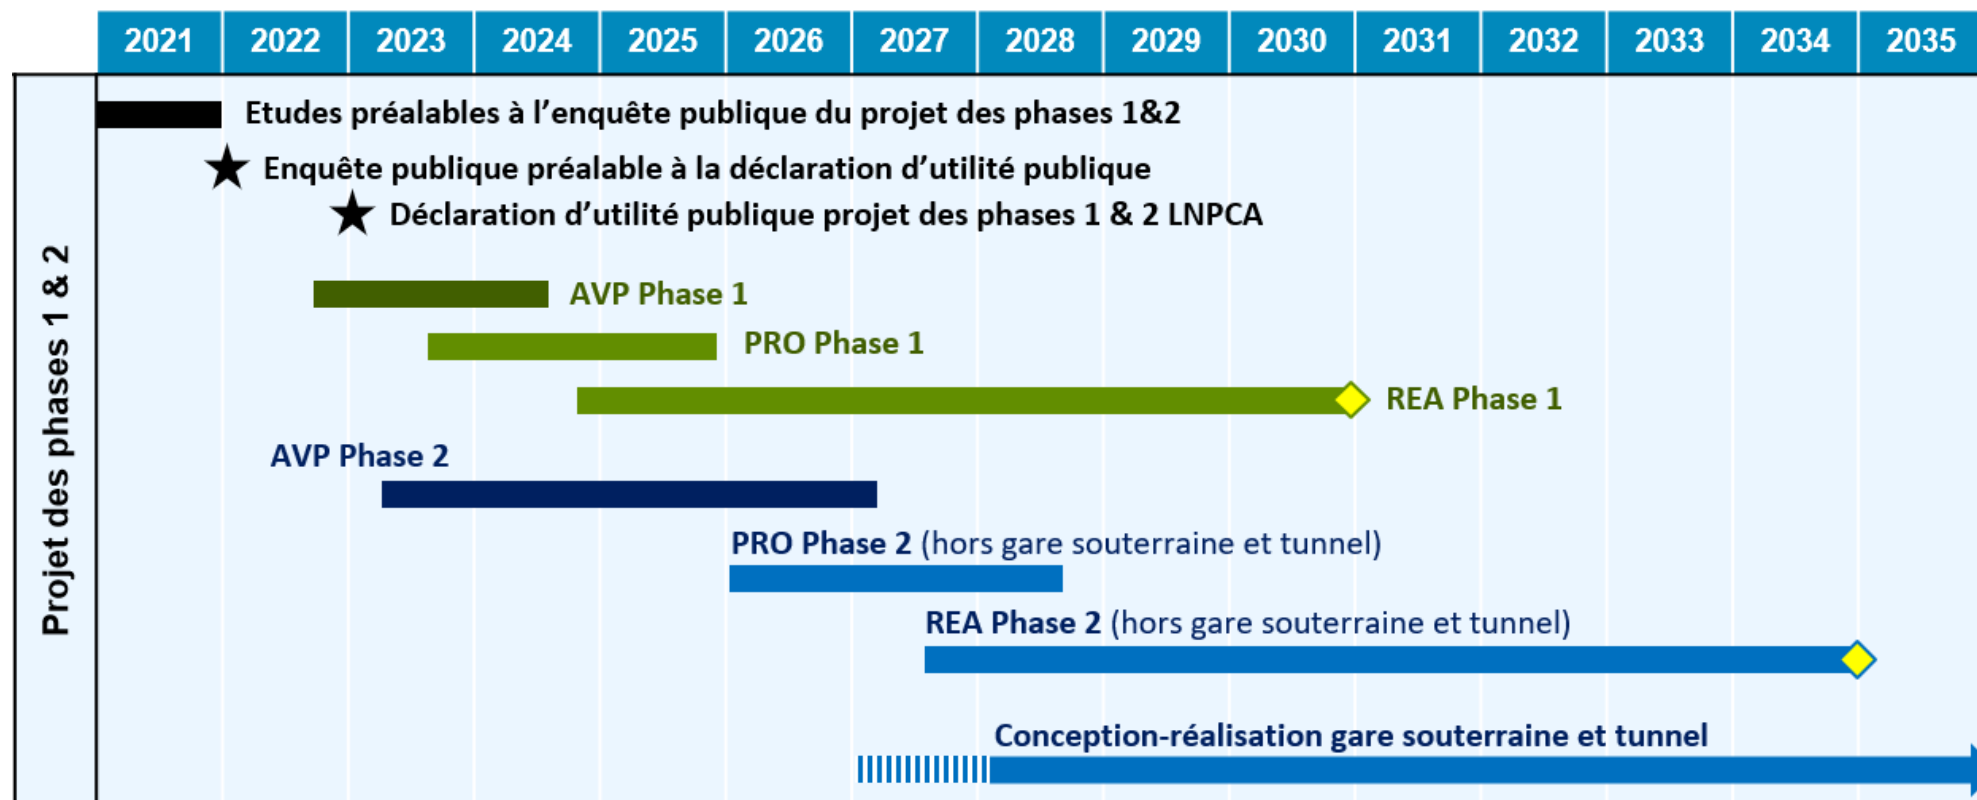 2021 2022 2023 2024 2025 2026 2027 2028 2029 2030 2031 2032 2033 2034 2035
Projet des phases 1 & 2
Etudes préalables à l’enquête publique du projet des phases 1&2
Enquête publique préalable à la déclaration d’utilité publique
Déclaration d’utilité publique projet des phases 1 & 2 LNPCA
AVP Phase 1
PRO Phase 1
REA Phase 1
AVP Phase 2
PRO Phase 2 (hors gare souterraine et tunnel)
REA Phase 2 (hors gare souterraine et tunnel)
Conception-réalisation gare souterraine et tunnel